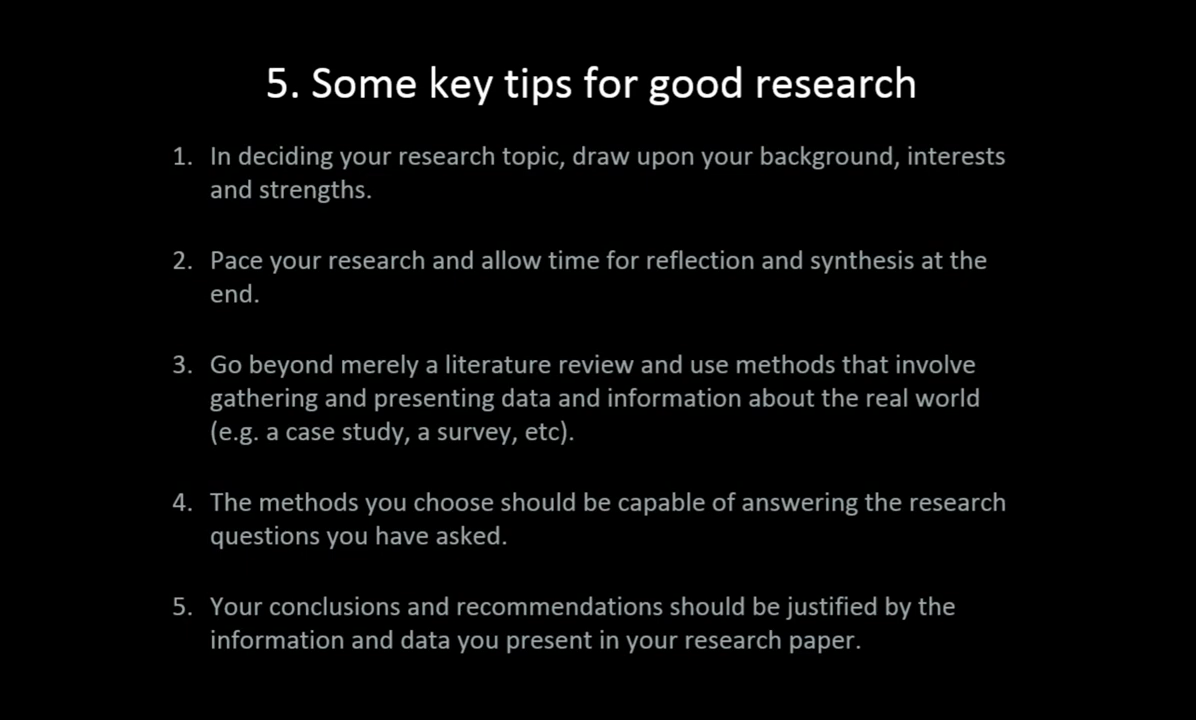 5. Some key tips for good research
1. In deciding your research topic, draw upon your background, interests
and strengths.
2. Pace your research and allow time for reflection and synthesis at the
end.
3. Go beyond merely a literature review and use methods that involve
gathering and presenting data and information about the real world
(e.g. a case study, a survey, etc).
4. The methods you choose should be capable of answering the research
questions you have asked.
5. Your conclusions and recommendations should be justified by the
information and data you present in your research paper.